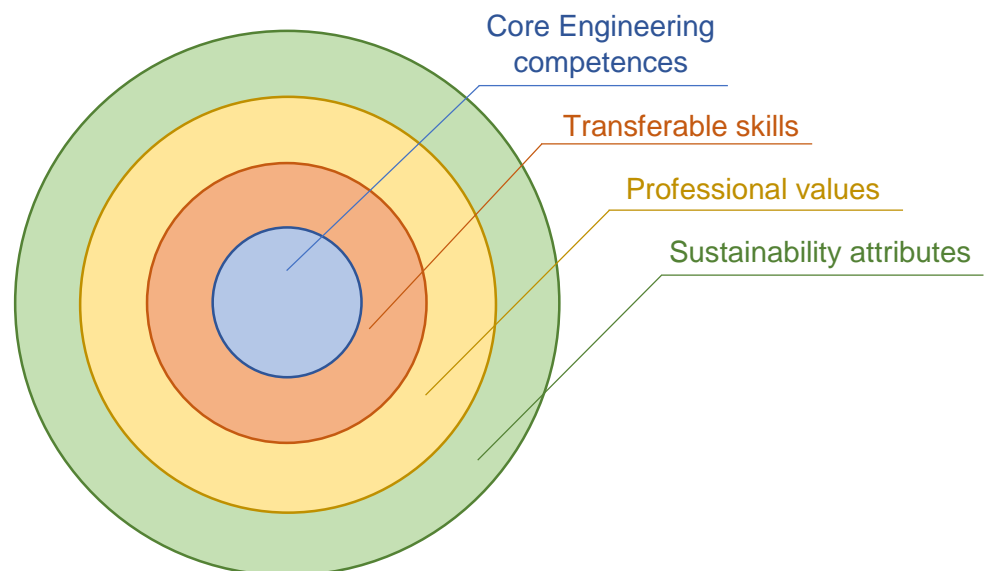 Core Engineering
competences
Transferable skills
Professional values
Sustainability attributes